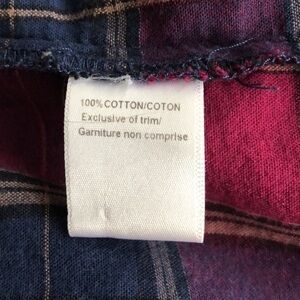 100% COTTON/COTON
Exclusive of trim/
Garniture non comprise